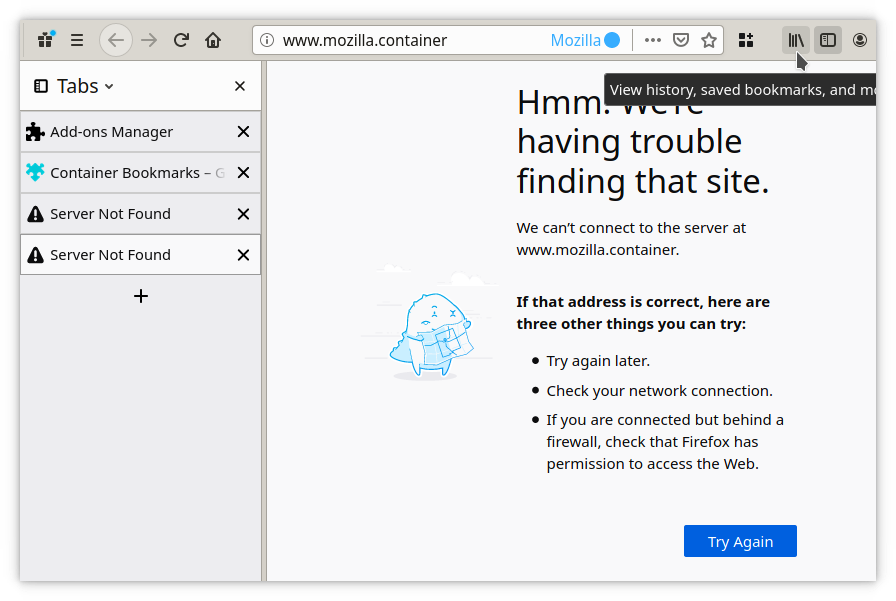 www.mozilla.container
Mozilla
Tabs
View history, saved bookmarks, and mo
Add-ons Manager
Container Bookmarks – G
Server Not Found
Server Not Found
Hmm. We're
having trouble
finding that site.
We can’t connect to the server at
www.mozilla.container.
If that address is correct, here are
three other things you can try:
Try again later.
Check your network connection.
If you are connected but behind a
firewall, check that Firefox has
permission to access the Web.
Try Again